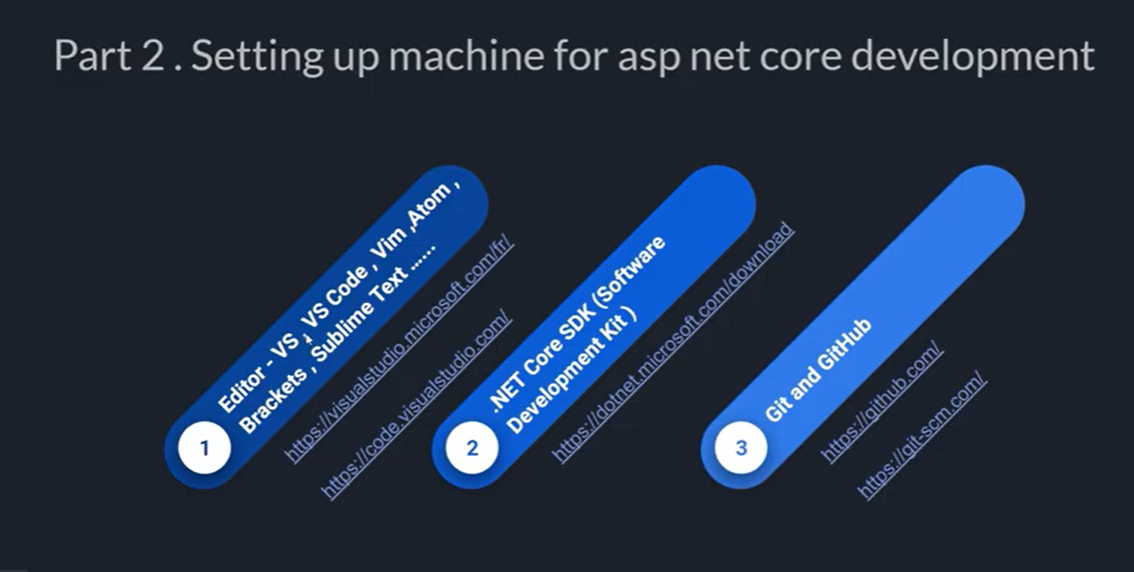 Part 2 . Setting up machine for asp net core development
1
Editor - VS , VS Code , Vim ,Atom ,
Brackets , Sublime Text ......
https://visualstudio.microsoft.com/fr/
https://code.visualstudio.com/
2
.NET Core SDK (Software
Development Kit )
https://dotnet.microsoft.com/download
3
Git and GitHub
https://github.com/
https://git-scm.com/